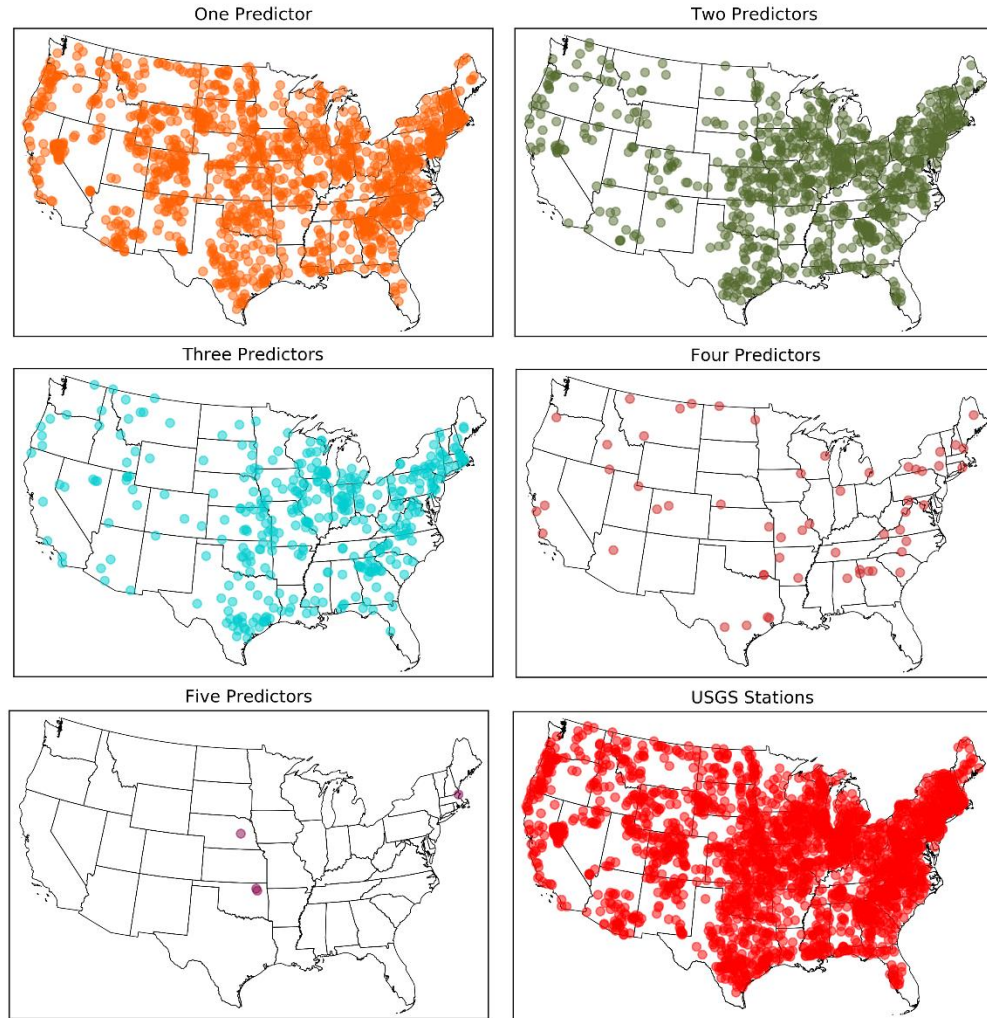 One Predictor
Two Predictors
Three Predictors
Four Predictors
Five Predictors
USGS Stations